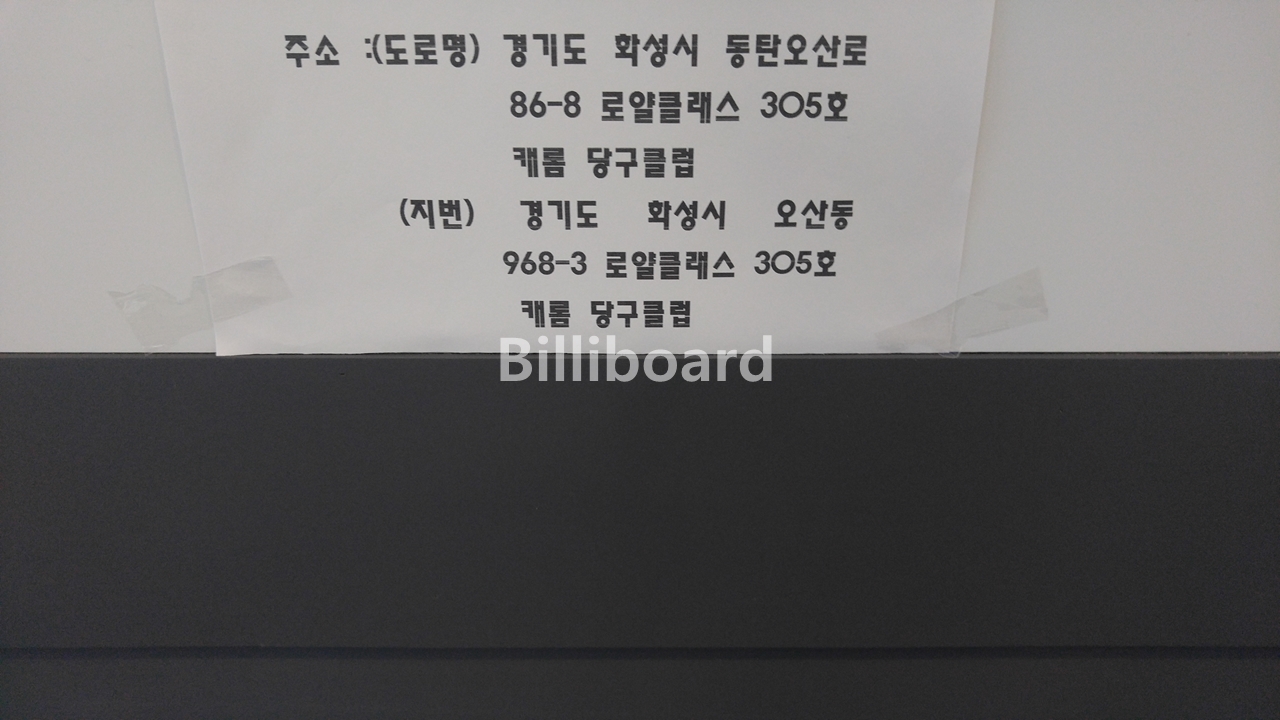 주소 :(도로명) 경기도 화성시 동탄오산로
86-8 로얄클래스 305호
캐롬 당구클럽
(지번) 경기도 화성시 오산동
968-3 로얄클래스 305호
캐롬 당구클럽
Billiboard